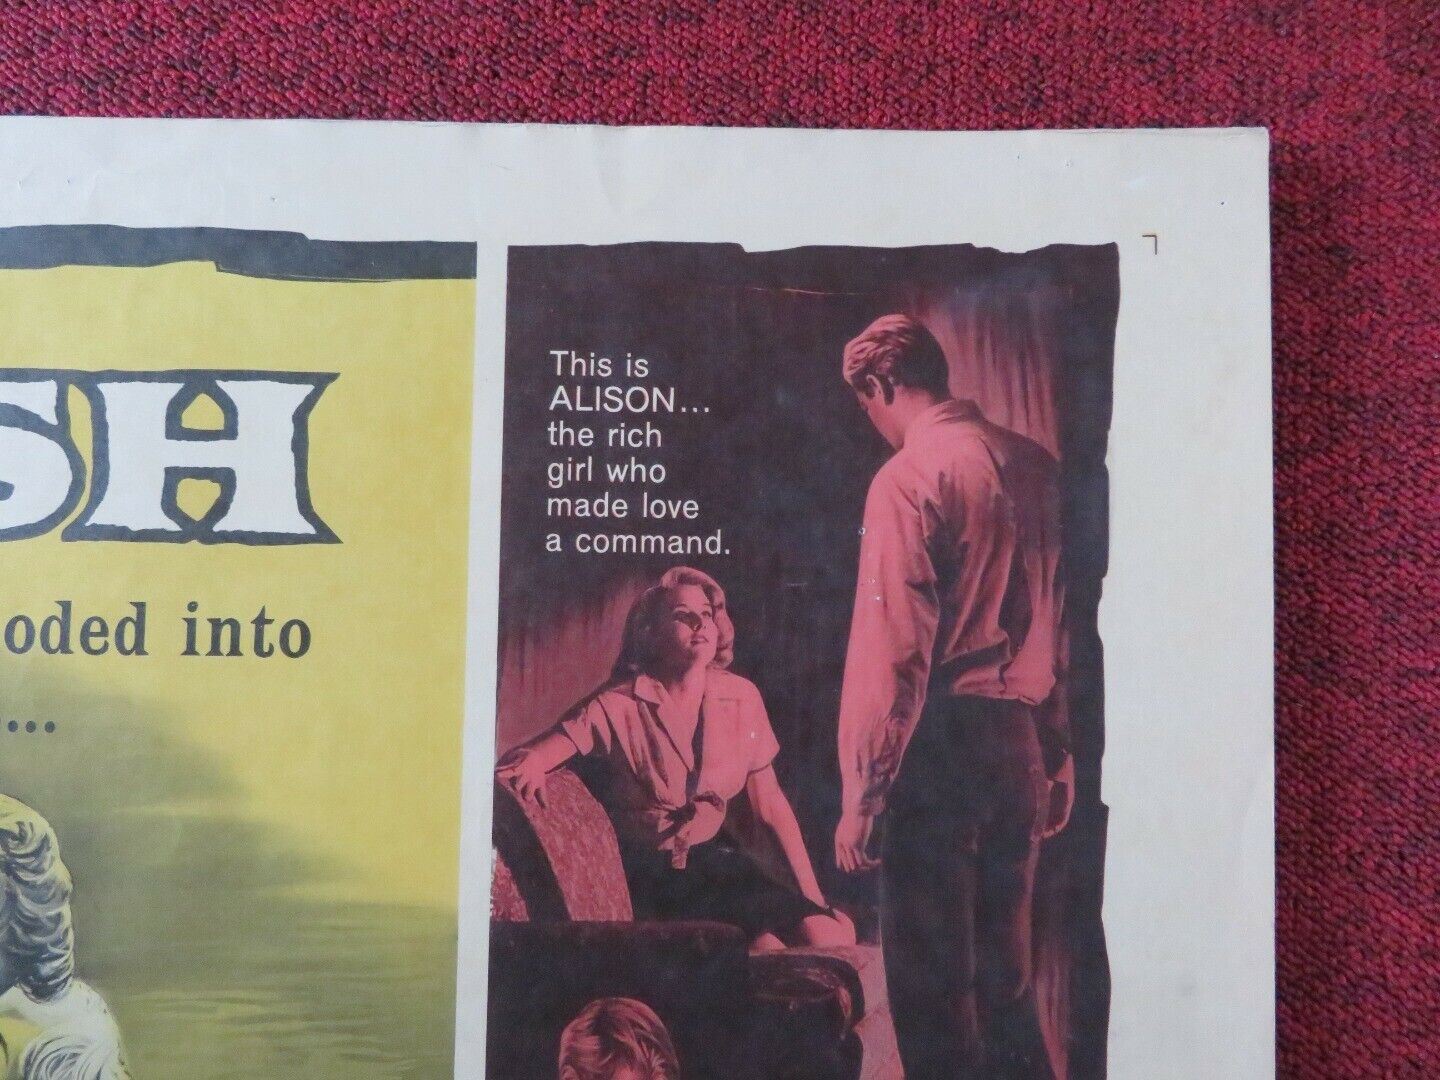 SH
oded into
....
This is
ALISON...
the rich
girl who
made love
a command.